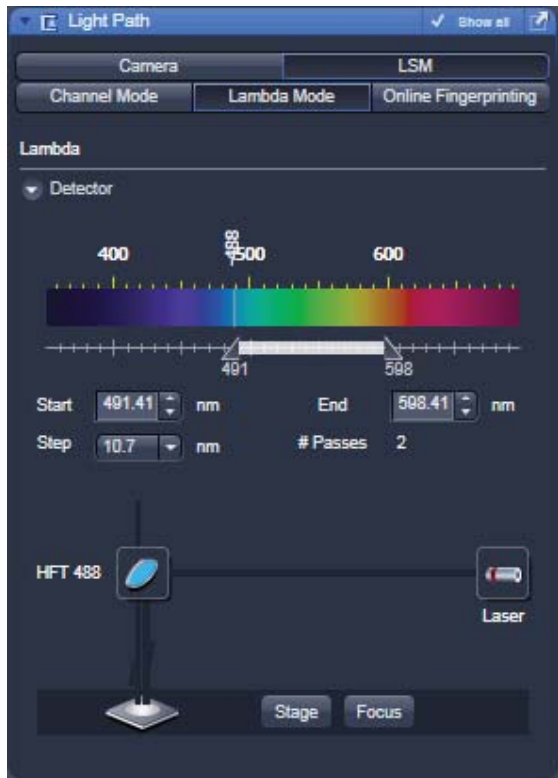 Light Path Show all
Camera LSM
Channel Mode Lambda Mode Online Fingerprinting
Lambda
Detector
488
400 500 600
491 598
Start 491.41 nm End 598.41 nm
Step 10.7 nm # Passes 2
HFT 488
Laser
Stage Focus